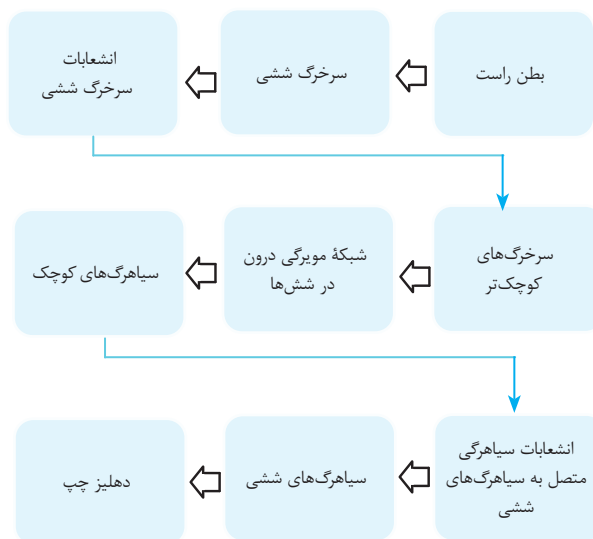 بطن راست
سرخرگ ششی
انشعابات
سرخرگ ششی
سرخرگ‌های
کوچک‌تر
شبکهٔ مویرگی درون
در شش‌ها
سیاهرگ‌های کوچک
انشعابات سیاهرگی
متصل به سیاهرگ‌های
ششی
سیاهرگ‌های ششی
دهلیز چپ